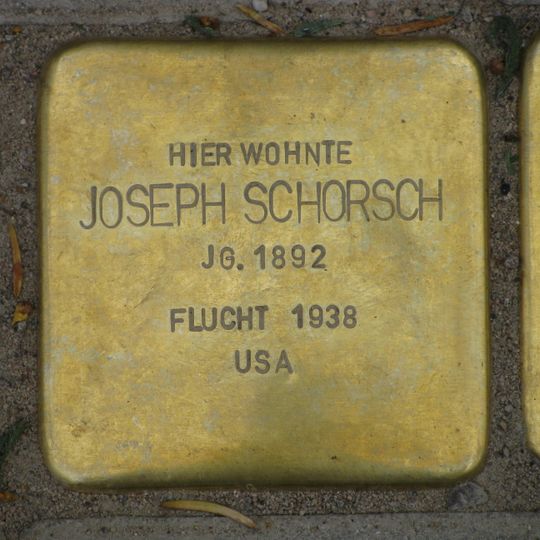 HIER WOHNTE
JOSEPH SCHORSCH
JG. 1892
FLUCHT 1938
USA